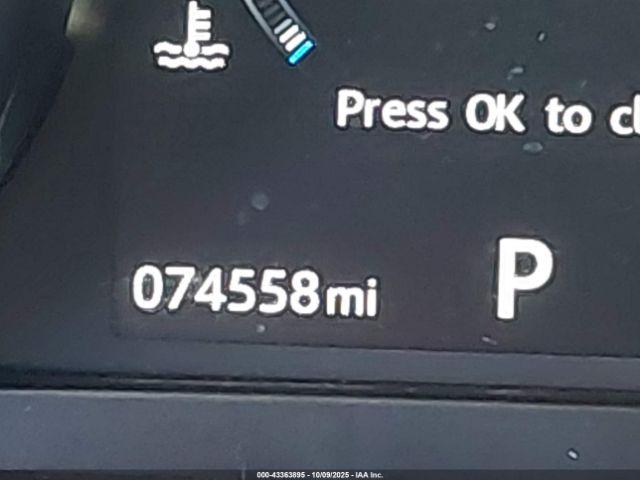 Press OK to cl
074558mi
P
000-43363895 - 10/09/2025 - IAA Inc.